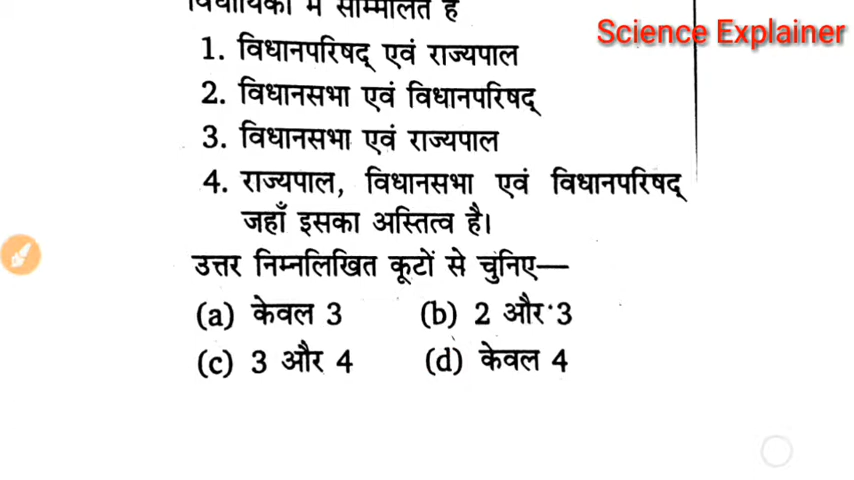 विधायिका में सम्मिलित है
Science Explainer
1. विधानपरिषद् एवं राज्यपाल
2. विधानसभा एवं विधानपरिषद्
3. विधानसभा एवं राज्यपाल
4. राज्यपाल, विधानसभा एवं विधानपरिषद्
जहाँ इसका अस्तित्व है।
उत्तर निम्नलिखित कूटों से चुनिए—
(a) केवल 3 (b) 2 और 3
(c) 3 और 4 (d) केवल 4